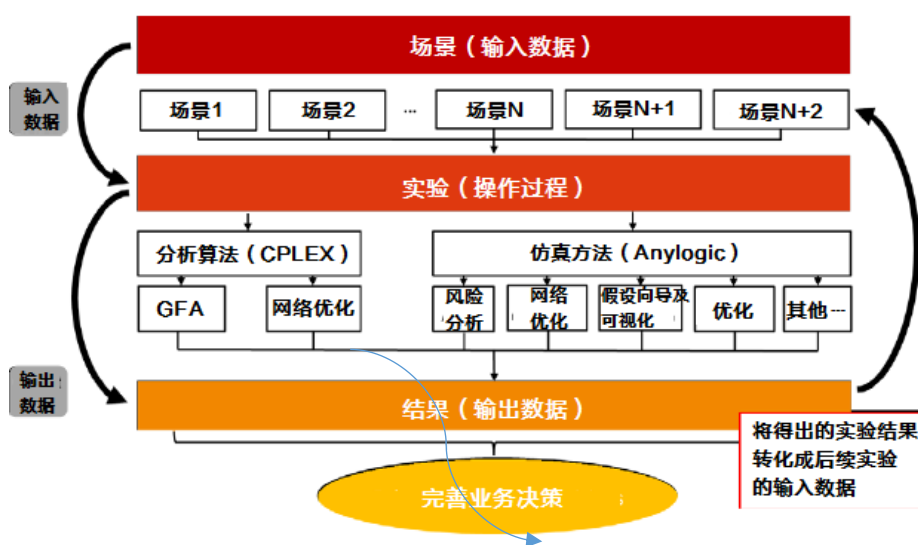 场景（输入数据）
输入
数据
场景1
场景2
...
场景N
场景N+1
场景N+2
实验（操作过程）
分析算法（CPLEX）
仿真方法（Anylogic）
GFA
网络优化
风险
分析
网络
优化
假设向导及
可视化
优化
其他...
输出
数据
结果（输出数据）
将得出的实验结果
转化成后续实验
的输入数据
完善业务决策